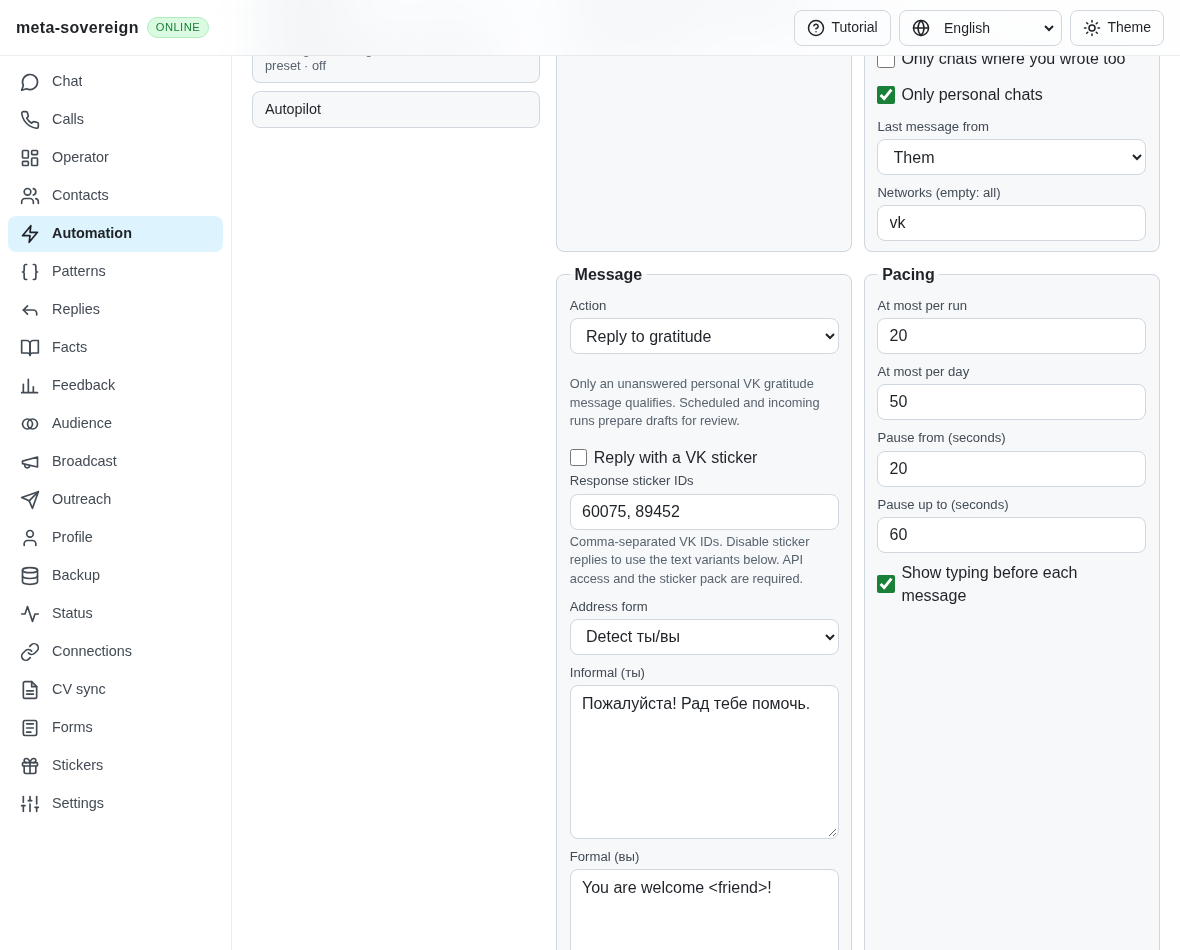 meta-sovereign ONLINE
Tutorial
English
Theme
Chat
Calls
Operator
Contacts
Automation
Patterns
Replies
Facts
Feedback
Audience
Broadcast
Outreach
Profile
Backup
Status
Connections
CV sync
Forms
Stickers
Settings
preset · off
Autopilot
Only chats where you wrote too
Only personal chats
Last message from
Them
Networks (empty: all)
vk
Message
Action
Reply to gratitude
Only an unanswered personal VK gratitude
message qualifies. Scheduled and incoming
runs prepare drafts for review.
Reply with a VK sticker
Response sticker IDs
60075, 89452
Comma-separated VK IDs. Disable sticker
replies to use the text variants below. API
access and the sticker pack are required.
Address form
Detect ты/вы
Informal (ты)
Пожалуйста! Рад тебе помочь.
Formal (вы)
You are welcome <friend>!
Pacing
At most per run
20
At most per day
50
Pause from (seconds)
20
Pause up to (seconds)
60
Show typing before each
message